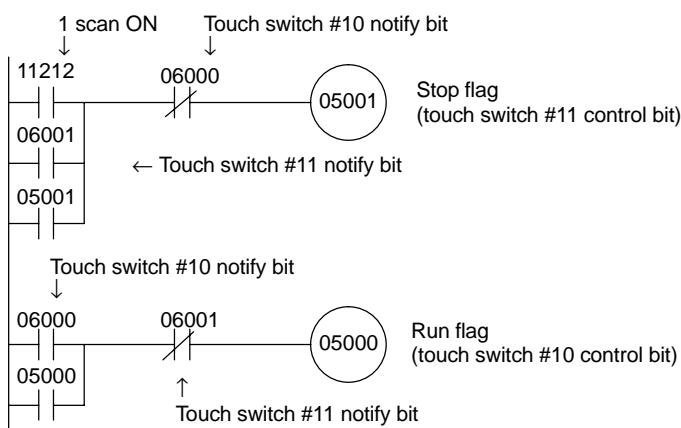 1 scan ON
Touch switch #10 notify bit
↓
↓
11212
06000
05001
Stop flag
(touch switch #11 control bit)
06001
← Touch switch #11 notify bit
05001
Touch switch #10 notify bit
↓
06000
06001
05000
Run flag
(touch switch #10 control bit)
05000
↑
Touch switch #11 notify bit